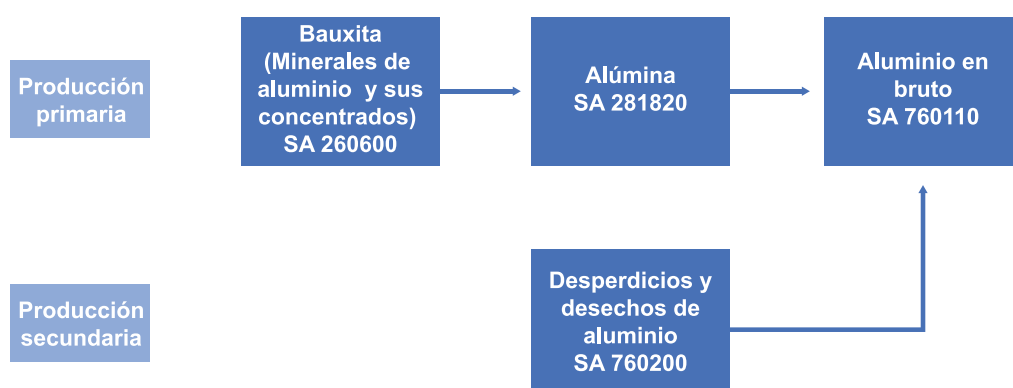 Producción
primaria
Bauxita
(Minerales de
aluminio y sus
concentrados)
SA 260600
Alúmina
SA 281820
Aluminio en
bruto
SA 760110
Producción
secundaria
Desperdicios y
desechos de
aluminio
SA 760200